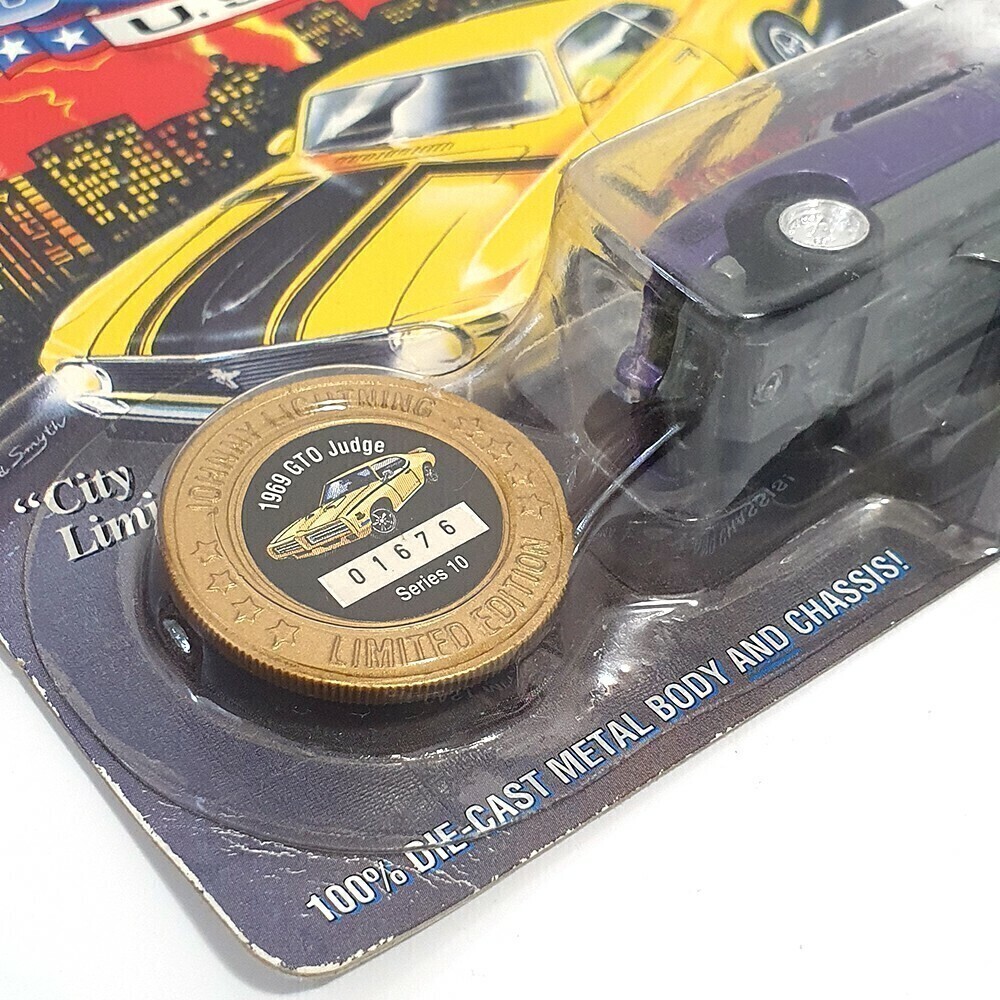 U.S.
Smyth
"City
Limi
JOHNNY LIGHTNING
1969 GTO Judge
01676
Series 10
LIMITED EDITION
100% DIE-CAST METAL BODY AND CHASSIS!